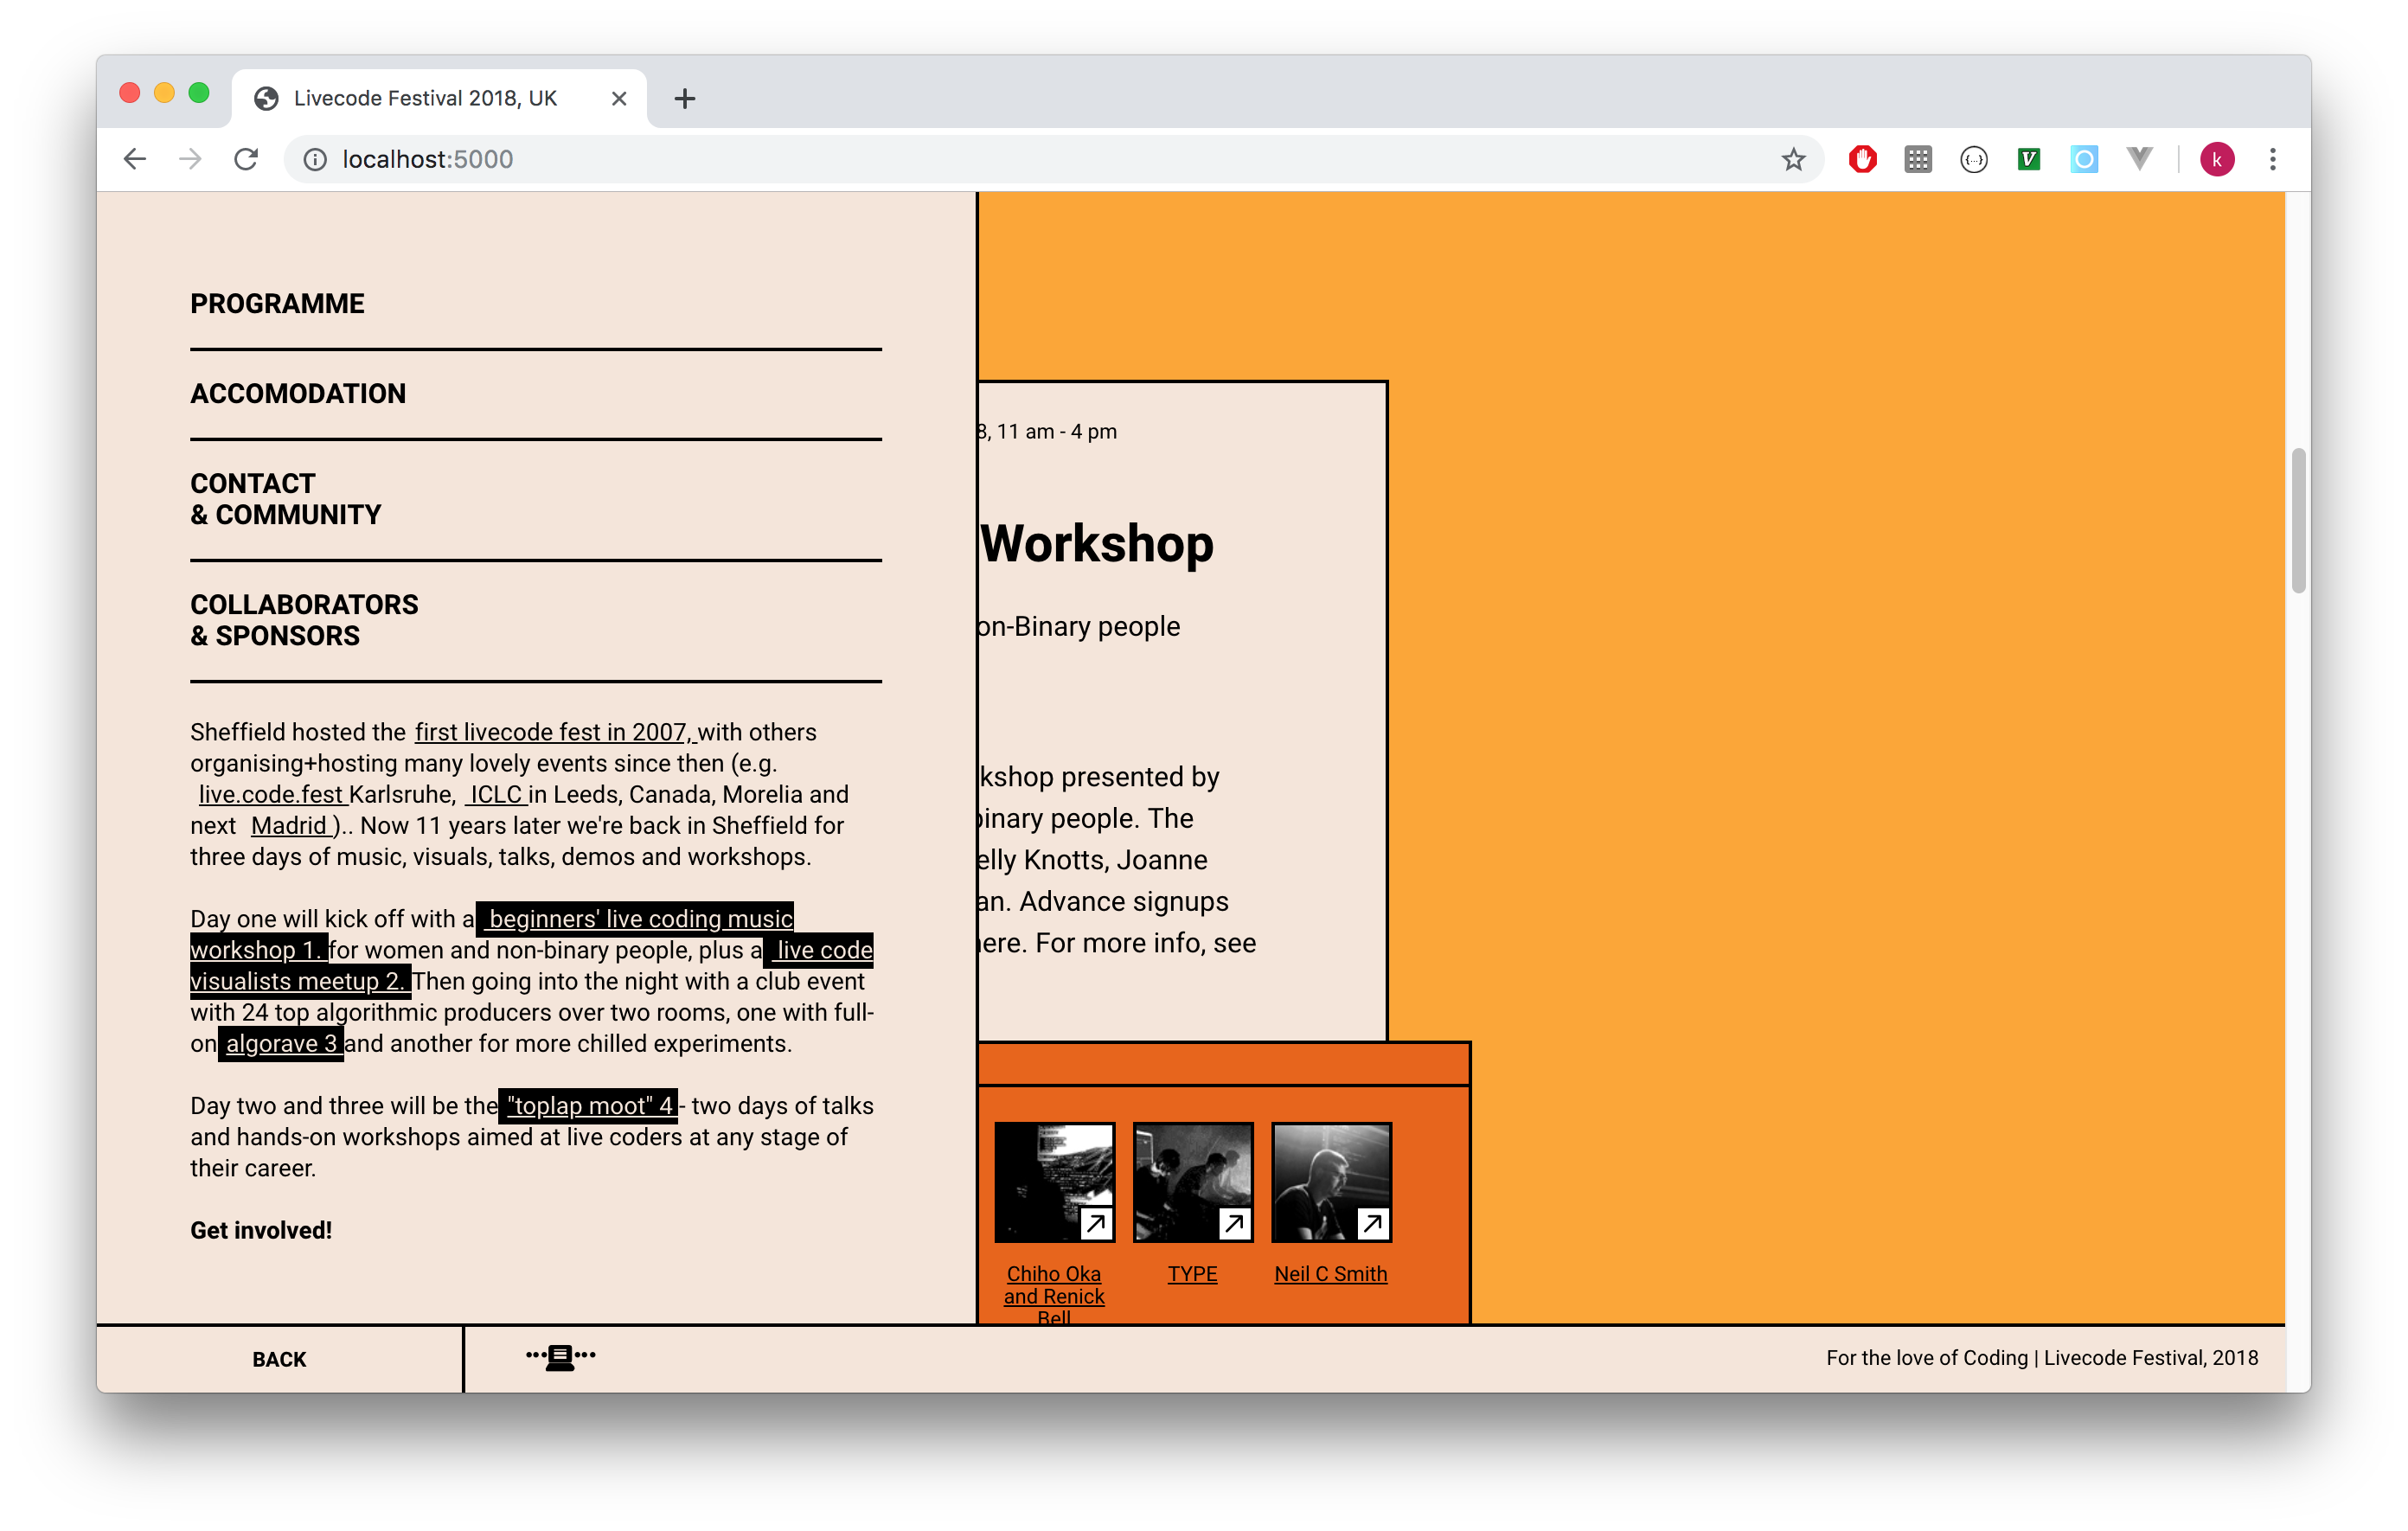 Livecode Festival 2018, UK
localhost:5000
k
PROGRAMME
ACCOMODATION
CONTACT
& COMMUNITY
COLLABORATORS
& SPONSORS
Sheffield hosted the first livecode fest in 2007, with others
organising+hosting many lovely events since then (e.g.
live.code.fest Karlsruhe, ICLC in Leeds, Canada, Morelia and
next Madrid ).. Now 11 years later we're back in Sheffield for
three days of music, visuals, talks, demos and workshops.
Day one will kick off with a beginners' live coding music
workshop 1. for women and non-binary people, plus a live code
visualists meetup 2. Then going into the night with a club event
with 24 top algorithmic producers over two rooms, one with full-
on algorave 3 and another for more chilled experiments.
Day two and three will be the "toplap moot" 4 - two days of talks
and hands-on workshops aimed at live coders at any stage of
their career.
Get involved!
8, 11 am - 4 pm
Workshop
on-Binary people
kshop presented by
binary people. The
elly Knotts, Joanne
an. Advance signups
here. For more info, see
Chiho Oka
and Renick
Bell
TYPE
Neil C Smith
BACK
For the love of Coding | Livecode Festival, 2018